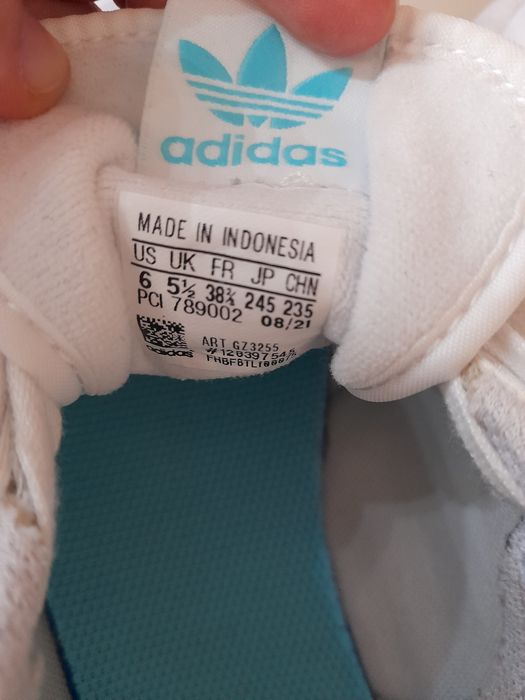 adidas
MADE IN INDONESIA
US UK FR JP CHN
6 5½ 38⅔ 245 235
PCI 789002 08/21
adidas
ART GZ3255